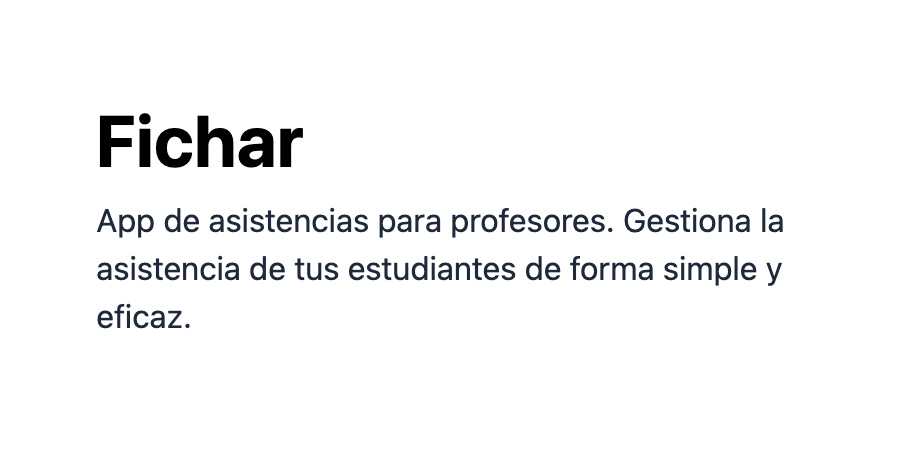 Fichar
App de asistencias para profesores. Gestiona la
asistencia de tus estudiantes de forma simple y
eficaz.